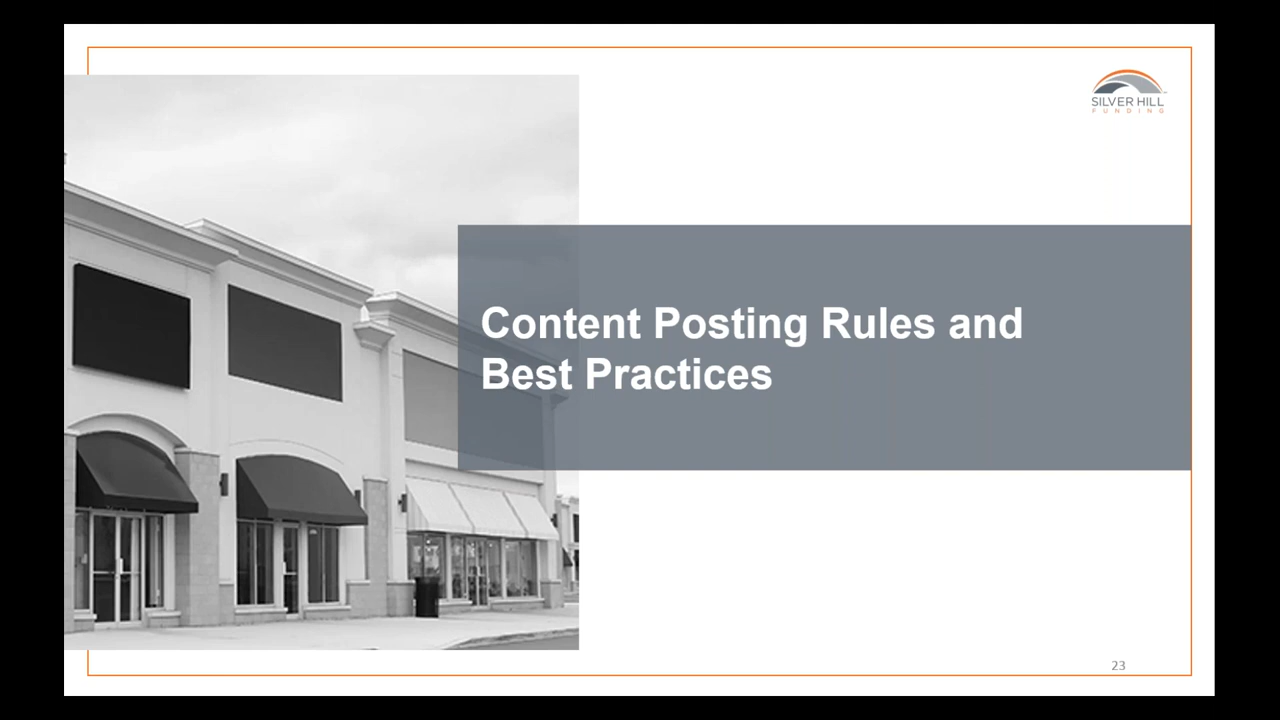 SILVER HILL
FUNDING
Content Posting Rules and
Best Practices
23